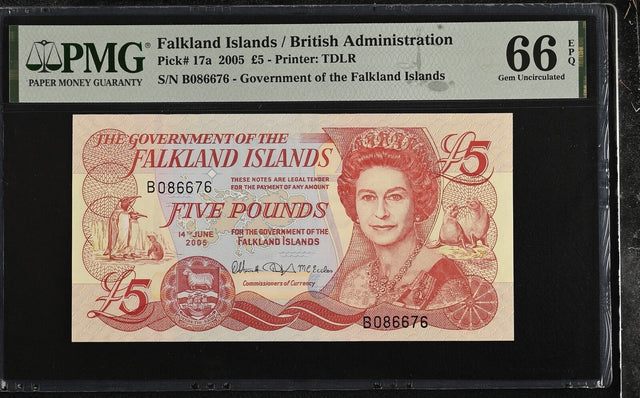 PMG
PAPER MONEY GUARANTY
Falkland Islands / British Administration
Pick# 17a 2005 £5 - Printer: TDLR
S/N B086676 - Government of the Falkland Islands
66 EPQ
Gem Uncirculated
THE GOVERNMENT OF THE
FALKLAND ISLANDS
£5
B086676
THESE NOTES ARE LEGAL TENDER
FOR THE PAYMENT OF ANY AMOUNT
FIVE POUNDS
14TH JUNE
2005
FOR THE GOVERNMENT OF THE
FALKLAND ISLANDS
Commissioners of Currency
£5
B086676